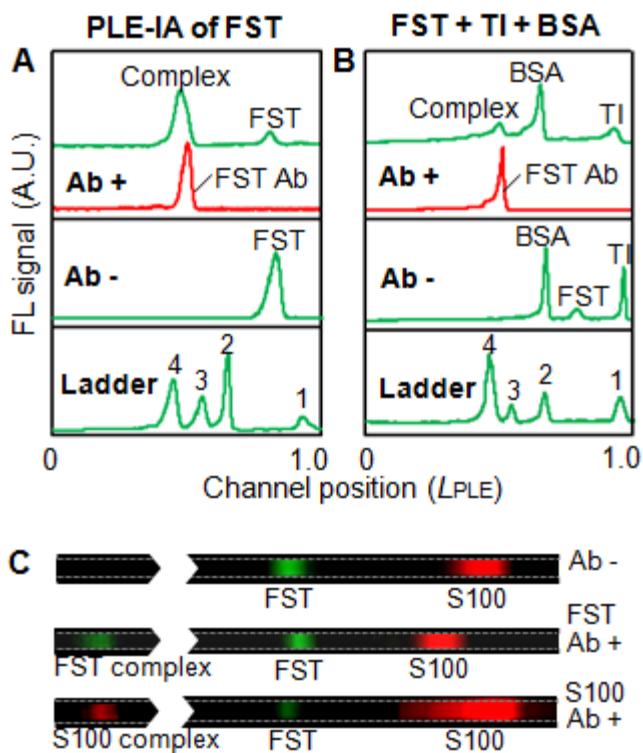 PLE-IA of FST
FST + TI + BSA
A
Complex
FST
Ab +
FST Ab
FST
Ab -
Ladder
4
3
2
1
B
Complex
BSA
TI
Ab +
FST Ab
BSA
FST
TI
Ab -
Ladder
4
3
2
1
FL signal (A.U.)
0
1.0
0
1.0
Channel position (LPLE)
C
Ab -
FST
S100
FST
Ab +
FST complex
FST
S100
S100
Ab +
S100 complex
FST
S100